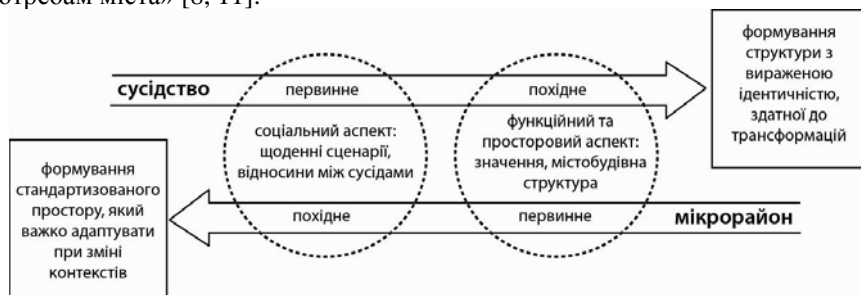 отребам міста» [8, 11].
формування
структури з
вираженою
ідентичністю,
здатної до
трансформацій
сусідство
первинне
похідне
соціальний аспект:
щоденні сценарії,
відносини між сусідами
функційний та
просторовий аспект:
значення, містобудівна
структура
формування
стандартизованого
простору, який
важко адаптувати
при зміні
контекстів
похідне
первинне
мікрорайон